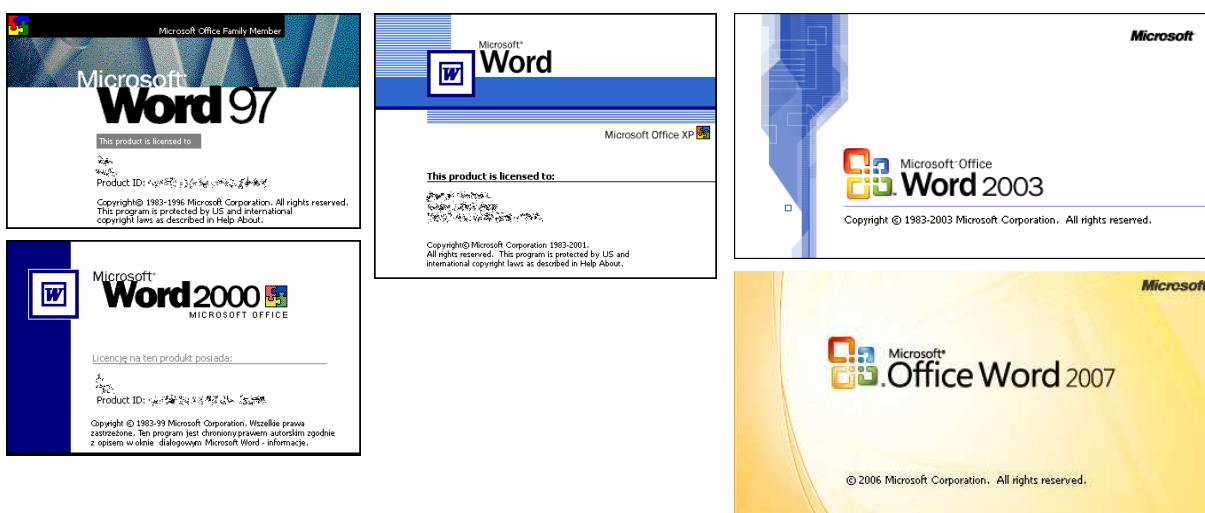 Microsoft Office Family Member
Microsoft
Word 97
This product is licensed to
Product ID:
Copyright© 1983-1996 Microsoft Corporation. All rights reserved.
This program is protected by US and international
copyright laws as described in Help About.
W
Microsoft®
Word 2000
MICROSOFT OFFICE
Licencję na ten produkt posiada:
Product ID:
Copyright © 1983-99 Microsoft Corporation. Wszelkie prawa
zastrzeżone. Ten program jest chroniony prawem autorskim zgodnie
z opisem w oknie dialogowym Microsoft Word - informacje.
Microsoft®
Word
W
Microsoft Office XP
This product is licensed to:
Copyright© Microsoft Corporation 1983-2001.
All rights reserved. This program is protected by US and
international copyright laws as described in Help About.
Microsoft
Microsoft® Office
Word 2003
Copyright © 1983-2003 Microsoft Corporation. All rights reserved.
Microsoft
Microsoft®
Office Word 2007
© 2006 Microsoft Corporation. All rights reserved.